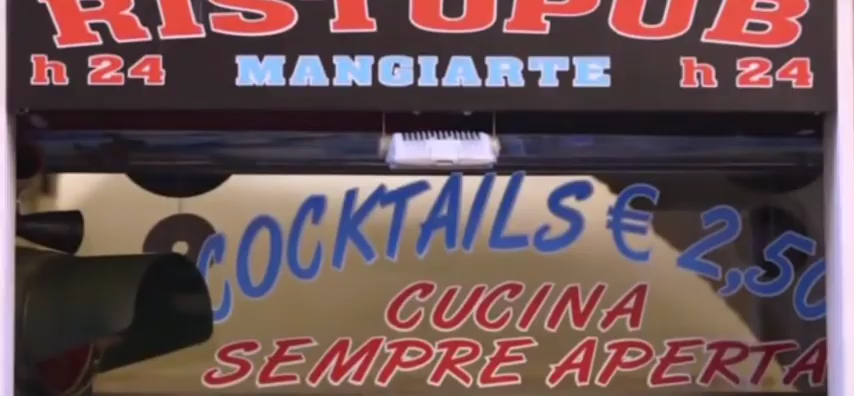 RISTOPUB
h 24 MANGIARTE h 24
COCKTAILS € 2,50
CUCINA
SEMPRE APERTA